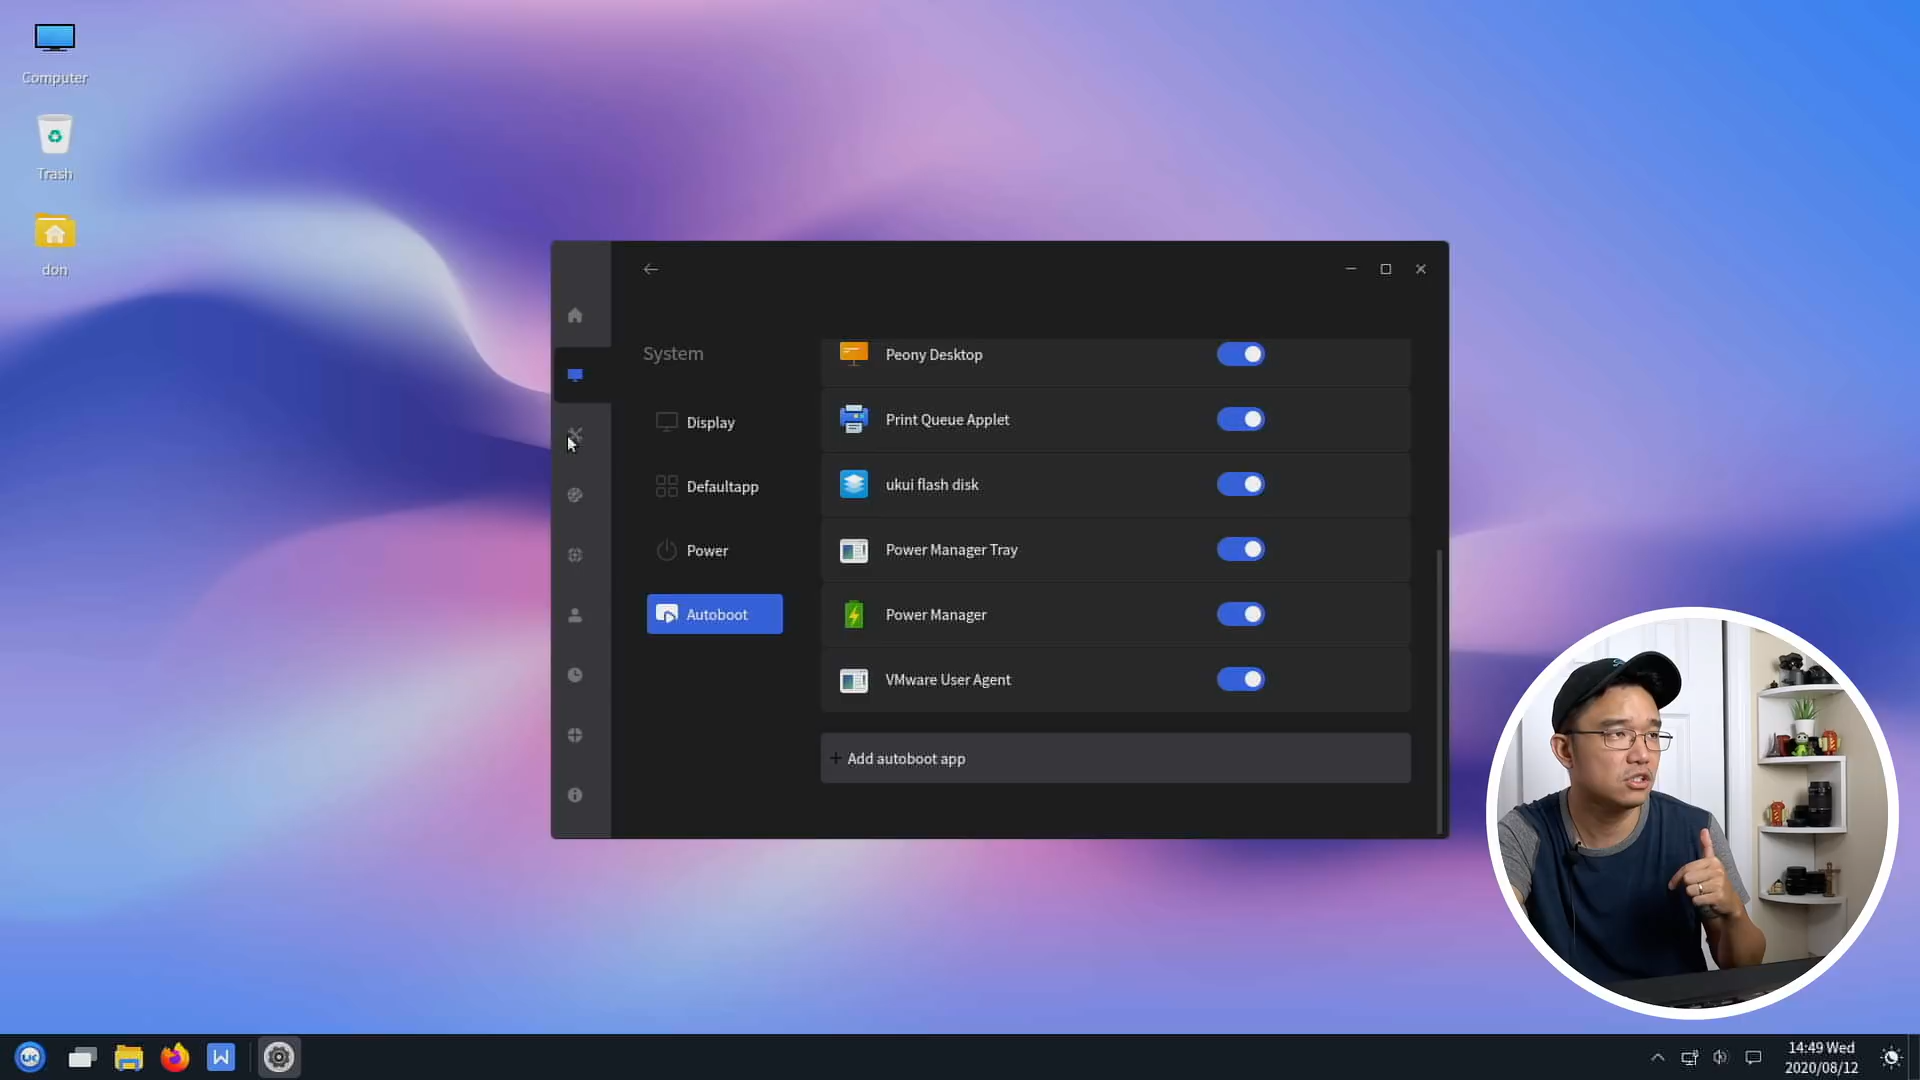 Computer
Trash
don
System
Display
Defaultapp
Power
Autoboot
Peony Desktop
Print Queue Applet
ukui flash disk
Power Manager Tray
Power Manager
VMware User Agent
+ Add autoboot app
UK
W
14:49 Wed
2020/08/12